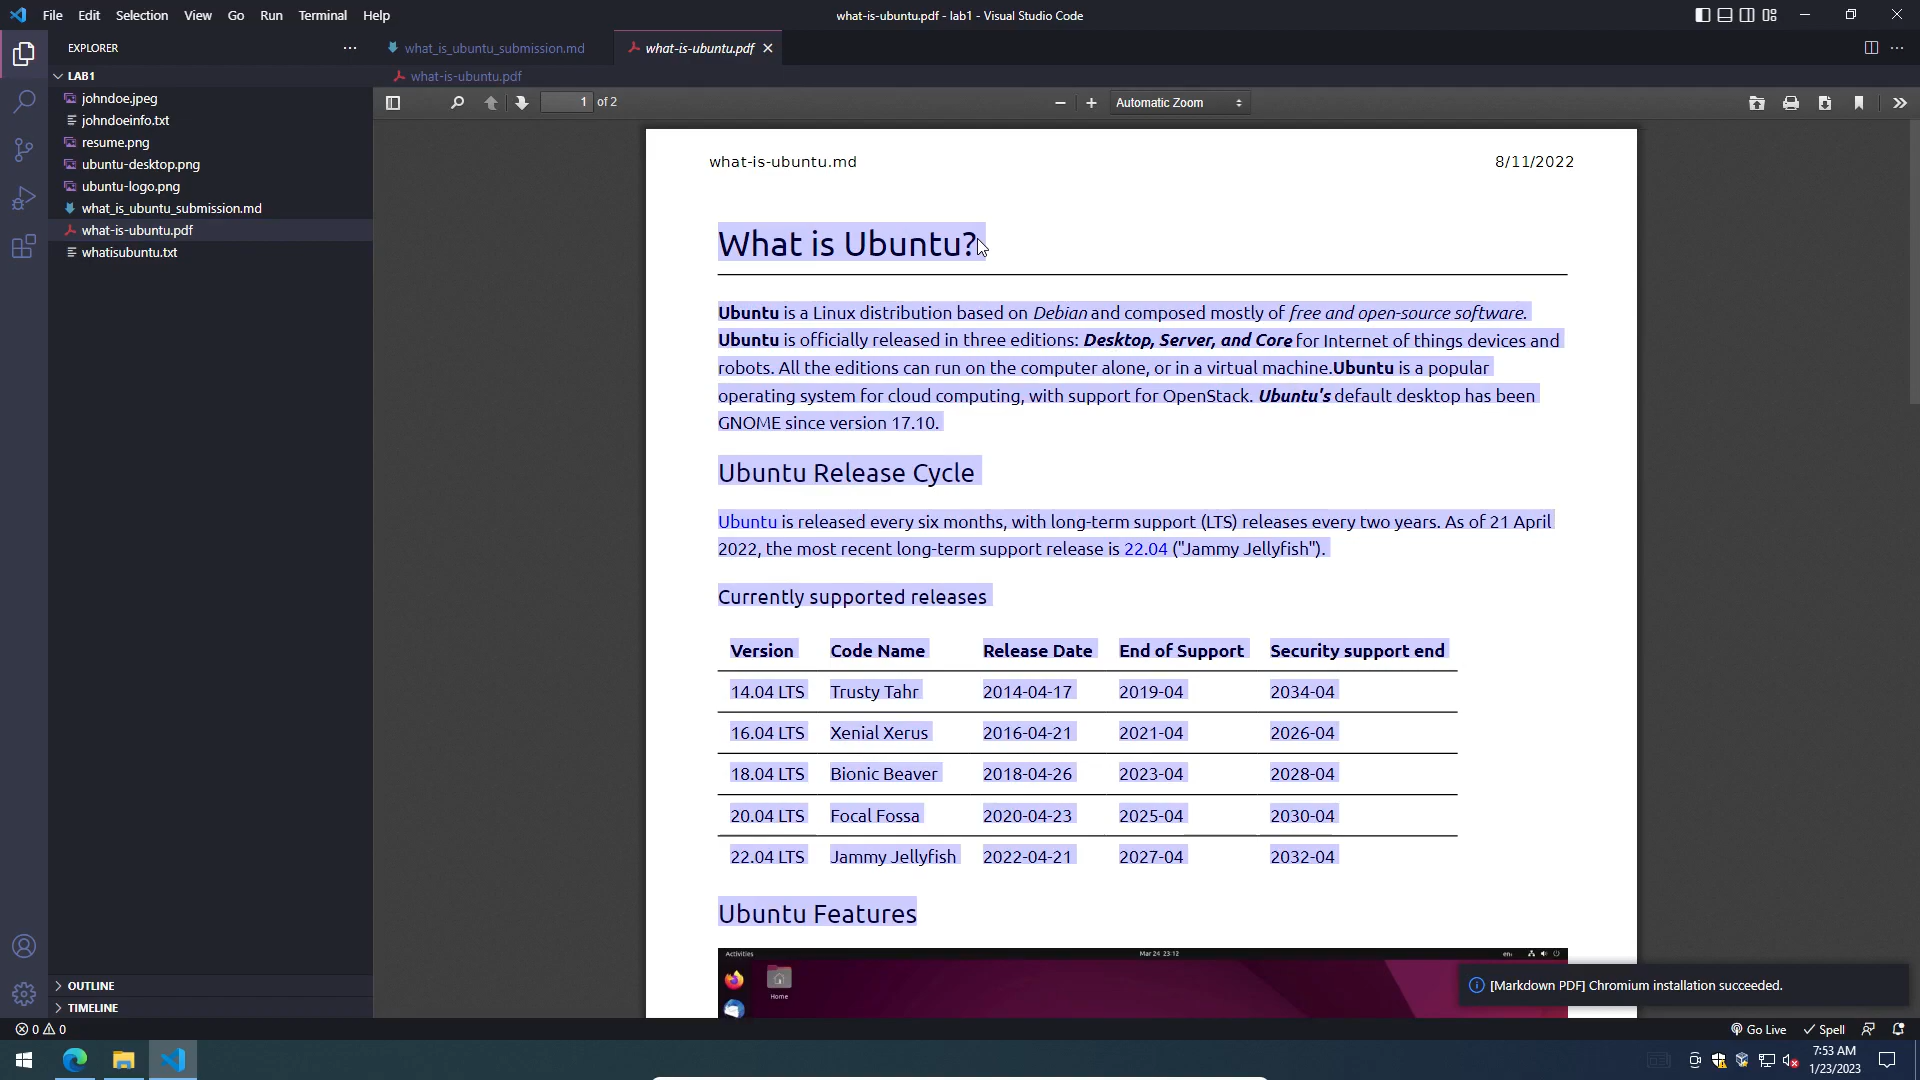 File Edit Selection View Go Run Terminal Help
what-is-ubuntu.pdf - lab1 - Visual Studio Code
EXPLORER
LAB1
johndoe.jpeg
johndoeinfo.txt
resume.png
ubuntu-desktop.png
ubuntu-logo.png
what_is_ubuntu_submission.md
what-is-ubuntu.pdf
whatisubuntu.txt
OUTLINE
TIMELINE
what_is_ubuntu_submission.md what-is-ubuntu.pdf
what-is-ubuntu.pdf
1 of 2 Automatic Zoom
what-is-ubuntu.md 8/11/2022
What is Ubuntu?
Ubuntu is a Linux distribution based on Debian and composed mostly of free and open-source software.
Ubuntu is officially released in three editions: Desktop, Server, and Core for Internet of things devices and
robots. All the editions can run on the computer alone, or in a virtual machine.Ubuntu is a popular
operating system for cloud computing, with support for OpenStack. Ubuntu's default desktop has been
GNOME since version 17.10.
Ubuntu Release Cycle
Ubuntu is released every six months, with long-term support (LTS) releases every two years. As of 21 April
2022, the most recent long-term support release is 22.04 ("Jammy Jellyfish").
Currently supported releases
Version Code Name Release Date End of Support Security support end
14.04 LTS Trusty Tahr 2014-04-17 2019-04 2034-04
16.04 LTS Xenial Xerus 2016-04-21 2021-04 2026-04
18.04 LTS Bionic Beaver 2018-04-26 2023-04 2028-04
20.04 LTS Focal Fossa 2020-04-23 2025-04 2030-04
22.04 LTS Jammy Jellyfish 2022-04-21 2027-04 2032-04
Ubuntu Features
Activities Mar 24 23:12 en
Home
[Markdown PDF] Chromium installation succeeded.
0 0 Go Live Spell
7:53 AM
1/23/2023